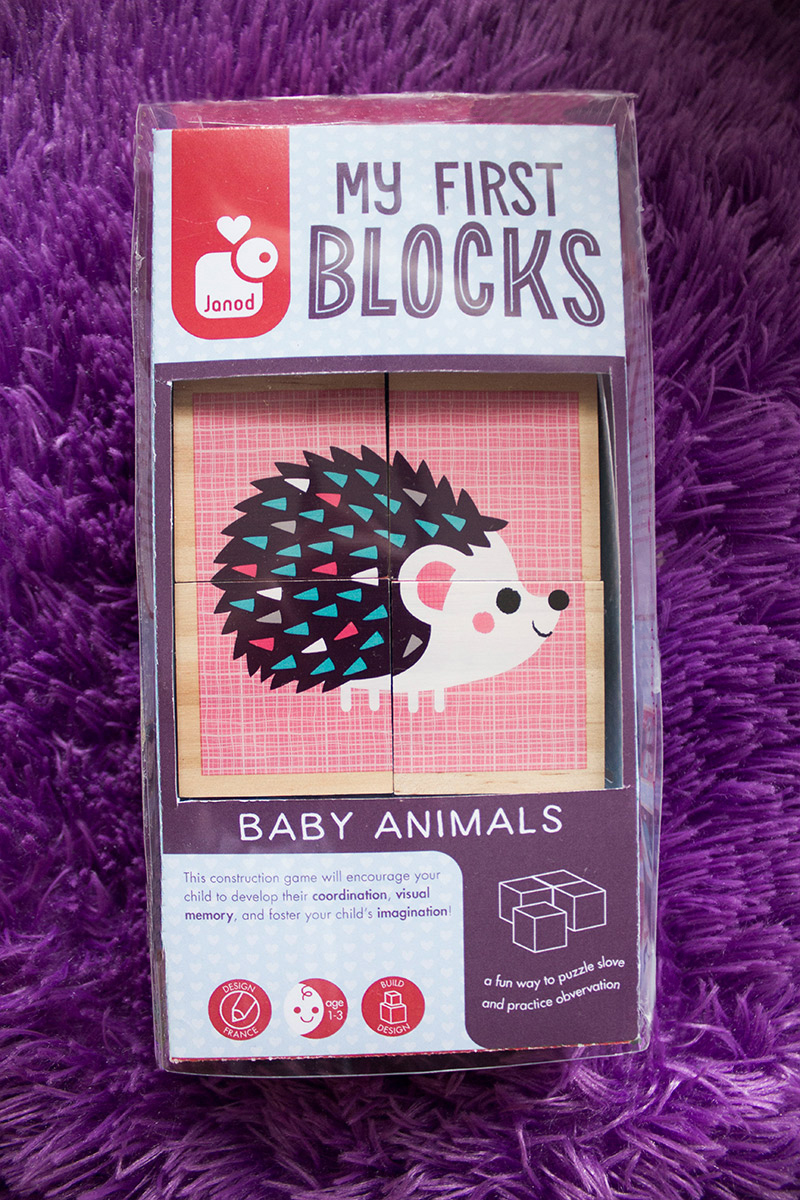 MY FIRST
BLOCKS
Janod
BABY ANIMALS
This construction game will encourage your
child to develop their coordination, visual
memory, and foster your child's imagination!
DESIGN
FRANCE
age
1-3
BUILD
DESIGN
a fun way to puzzle slove
and practice obvervation